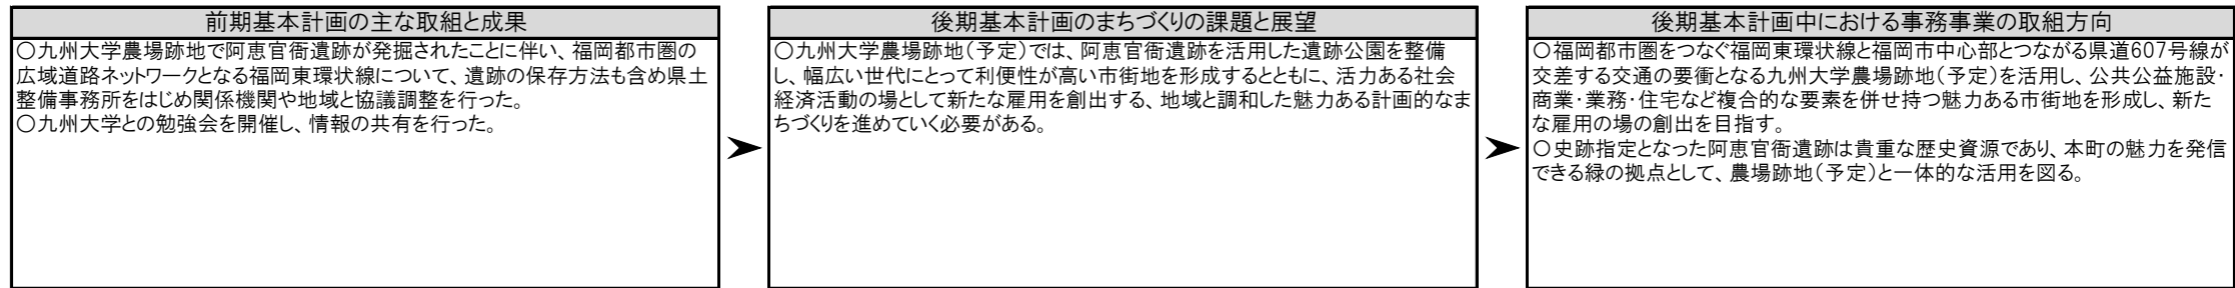 前期基本計画の主な取組と成果
○九州大学農場跡地で阿恵官衙遺跡が発掘されたことに伴い、福岡都市圏の
広域道路ネットワークとなる福岡東環状線について、遺跡の保存方法も含め県土
整備事務所をはじめ関係機関や地域と協議調整を行った。
○九州大学との勉強会を開催し、情報の共有を行った。
後期基本計画のまちづくりの課題と展望
○九州大学農場跡地(予定)では、阿恵官衙遺跡を活用した遺跡公園を整備
し、幅広い世代にとって利便性が高い市街地を形成するとともに、活力ある社会
経済活動の場として新たな雇用を創出する、地域と調和した魅力ある計画的なま
ちづくりを進めていく必要がある。
後期基本計画中における事務事業の取組方向
○福岡都市圏をつなぐ福岡東環状線と福岡市中心部とつながる県道607号線が
交差する交通の要衝となる九州大学農場跡地(予定)を活用し、公共公益施設・
商業・業務・住宅など複合的な要素を併せ持つ魅力ある市街地を形成し、新た
な雇用の場の創出を目指す。
○史跡指定となった阿恵官衙遺跡は貴重な歴史資源であり、本町の魅力を発信
できる緑の拠点として、農場跡地(予定)と一体的な活用を図る。